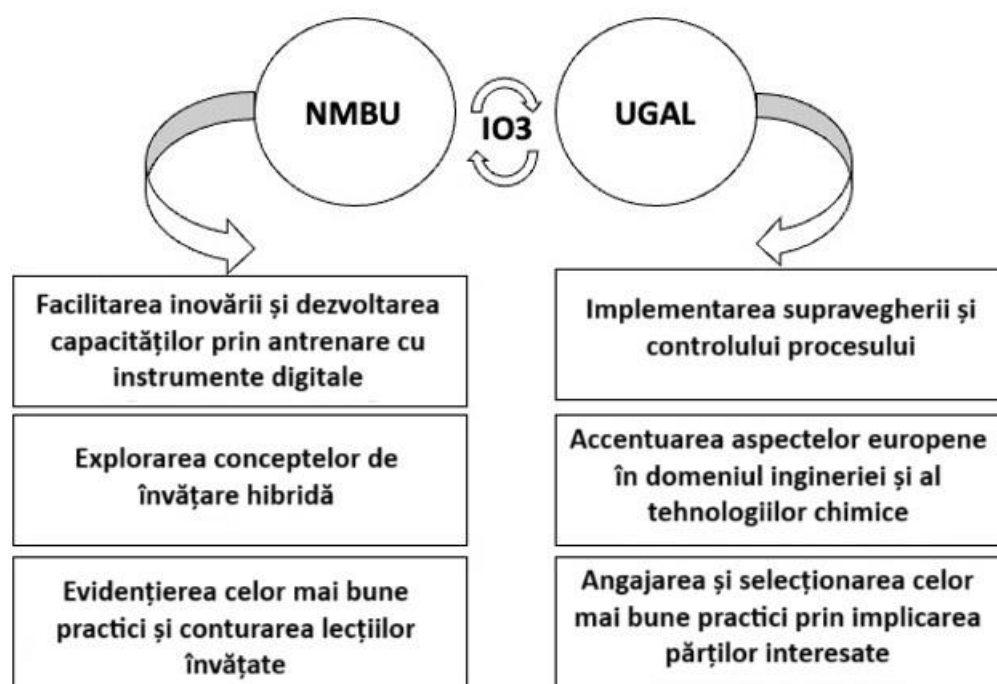 NMBU
IO3
UGAL
Facilitarea inovării și dezvoltarea
capacităților prin antrenare cu
instrumente digitale
Explorarea conceptelor de
învățare hibridă
Evidențierea celor mai bune
practici și conturarea lecțiilor
învățate
Implementarea supravegherii și
controlului procesului
Accentuarea aspectelor europene
în domeniul ingineriei și al
tehnologiilor chimice
Angajarea și selecționarea celor
mai bune practici prin implicarea
părților interesate